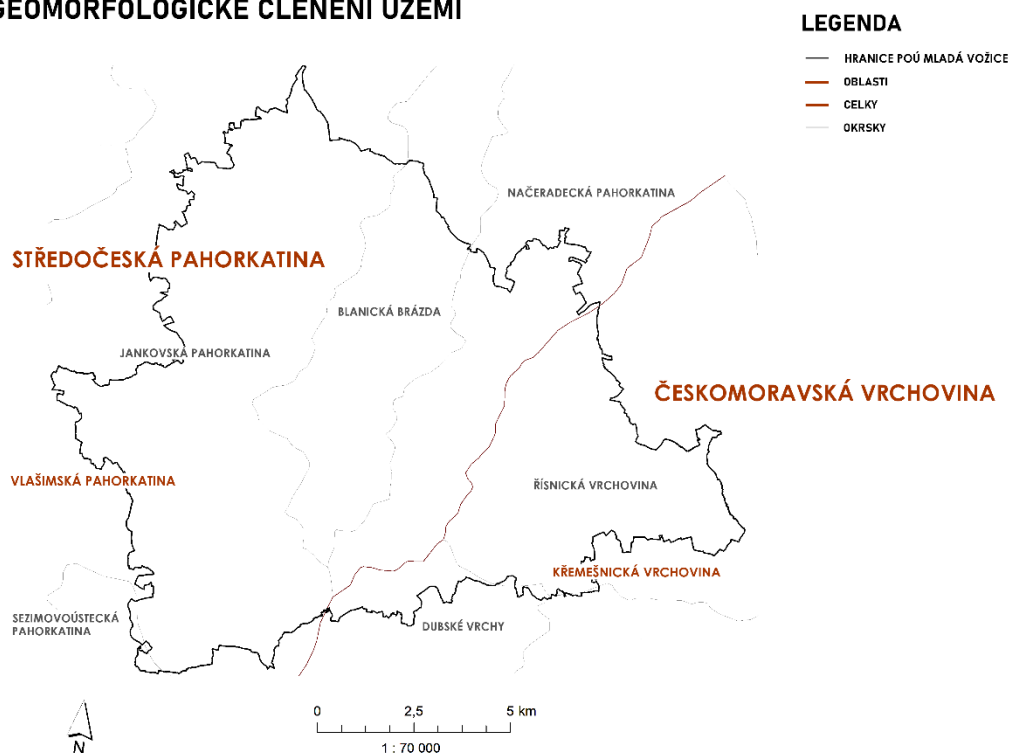 GEOMORFOLOGICKÉ ČLENĚNÍ ÚZEMÍ
LEGENDA
HRANICE POÚ MLADÁ VOŽICE
OBLASTI
CELKY
OKRSKY
NAČERADECKÁ PAHORKATINA
STŘEDOČESKÁ PAHORKATINA
BLANICKÁ BRÁZDA
JANKOVSKÁ PAHORKATINA
ČESKOMORAVSKÁ VRCHOVINA
VLAŠIMSKÁ PAHORKATINA
ŘÍSNICKÁ VRCHOVINA
KŘEMEŠNICKÁ VRCHOVINA
SEZIMOVOÚSTECKÁ
PAHORKATINA
DUBSKÉ VRCHY
0 2,5 5 km
1 : 70 000
N